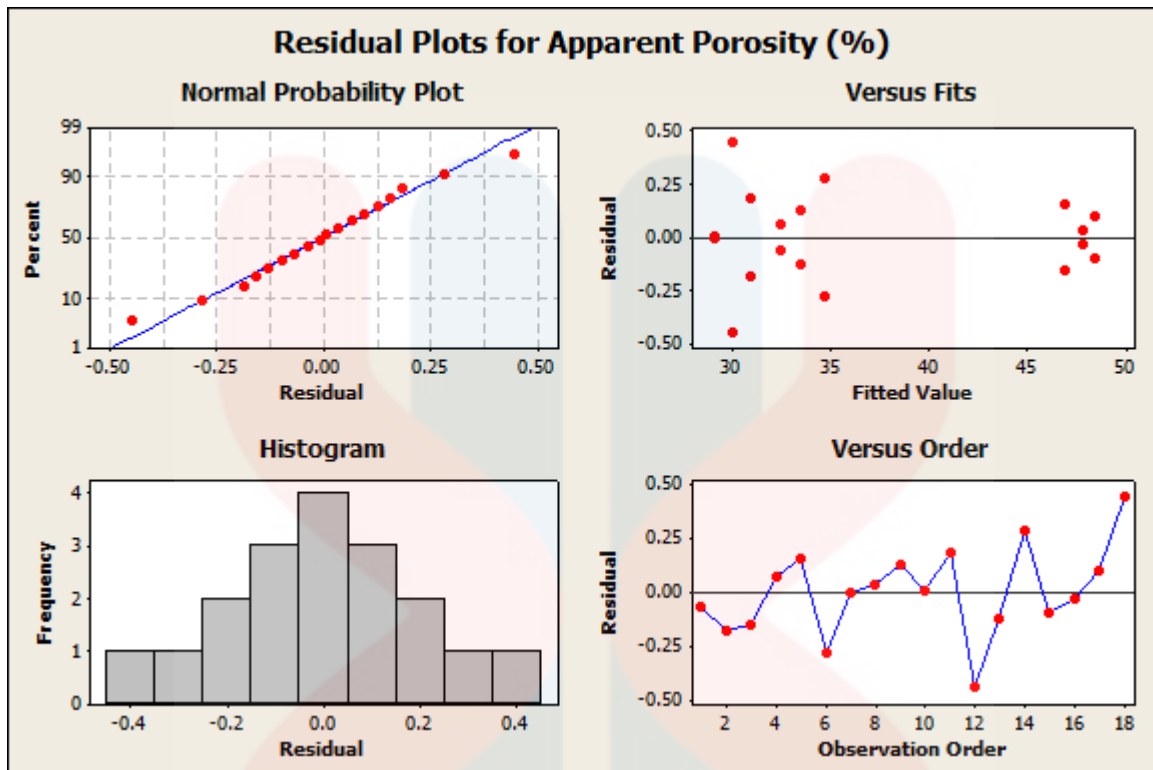 Residual Plots for Apparent Porosity (%)
Normal Probability Plot
99
90
50
10
1
Percent
-0.50 -0.25 0.00 0.25 0.50
Residual
Versus Fits
0.50
0.25
0.00
-0.25
-0.50
Residual
30 35 40 45 50
Fitted Value
Histogram
4
3
2
1
0
Frequency
-0.4 -0.2 0.0 0.2 0.4
Residual
Versus Order
0.50
0.25
0.00
-0.25
-0.50
Residual
2 4 6 8 10 12 14 16 18
Observation Order